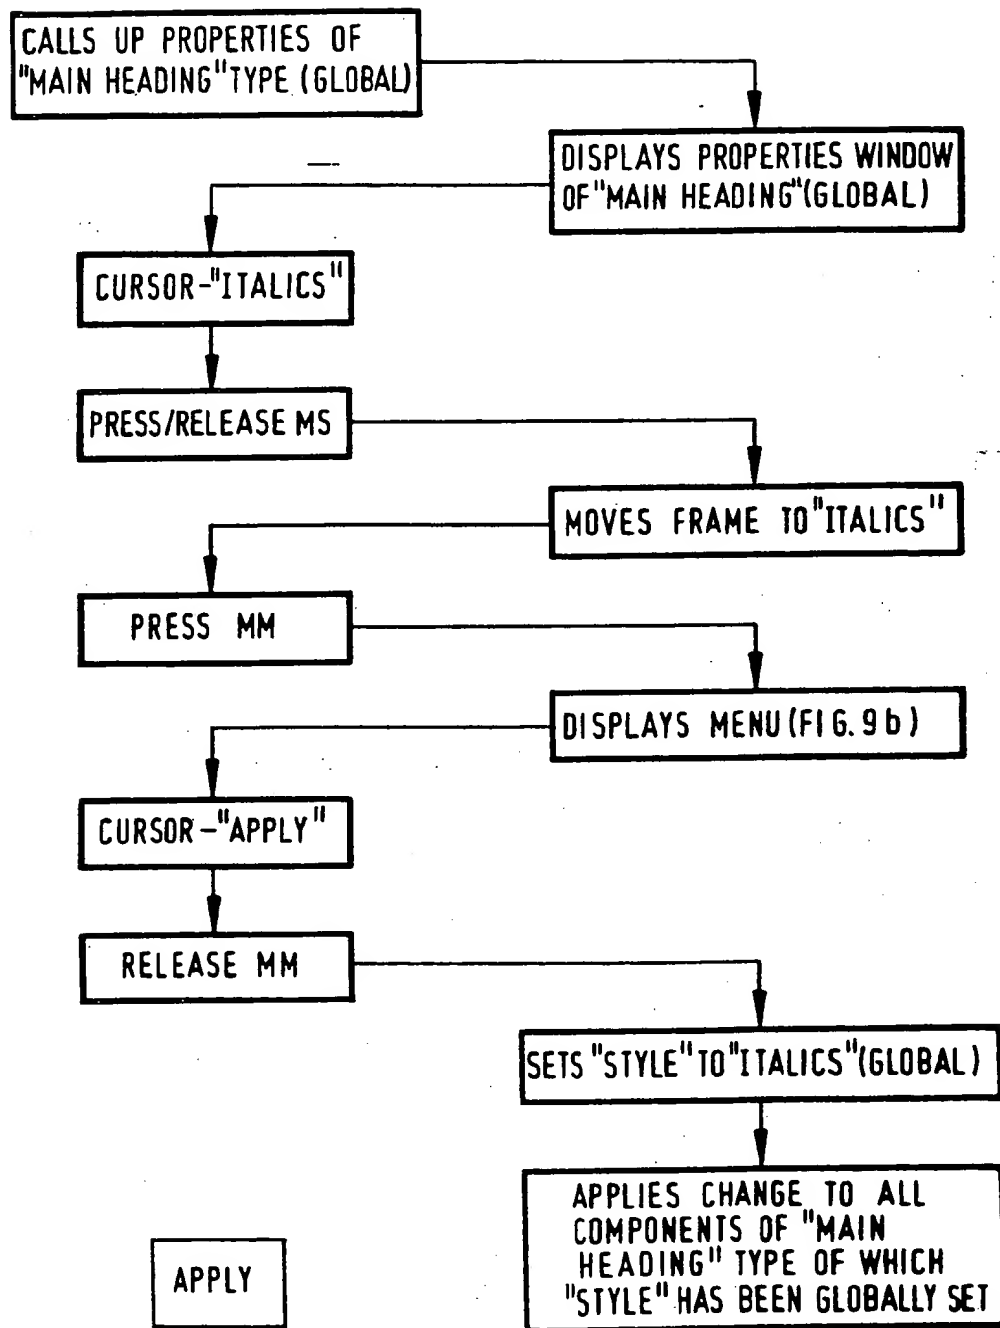 CALLS UP PROPERTIES OF
"MAIN HEADING" TYPE (GLOBAL)
DISPLAYS PROPERTIES WINDOW
OF "MAIN HEADING" (GLOBAL)
CURSOR-"ITALICS"
PRESS/RELEASE MS
MOVES FRAME TO "ITALICS"
PRESS MM
DISPLAYS MENU (FIG. 9b)
CURSOR-"APPLY"
RELEASE MM
SETS "STYLE" TO "ITALICS" (GLOBAL)
APPLIES CHANGE TO ALL
COMPONENTS OF "MAIN
HEADING" TYPE OF WHICH
"STYLE" HAS BEEN GLOBALLY SET
APPLY